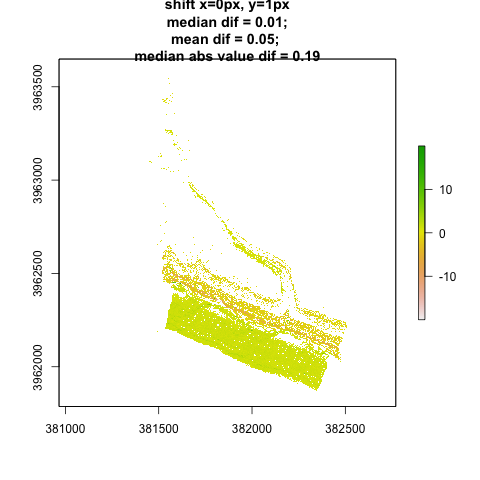 shift x=0px, y=1px
median dif = 0.01;
mean dif = 0.05;
median abs value dif = 0.19
3963500
3963000
3962500
3962000
10
0
-10
381000
381500
382000
382500